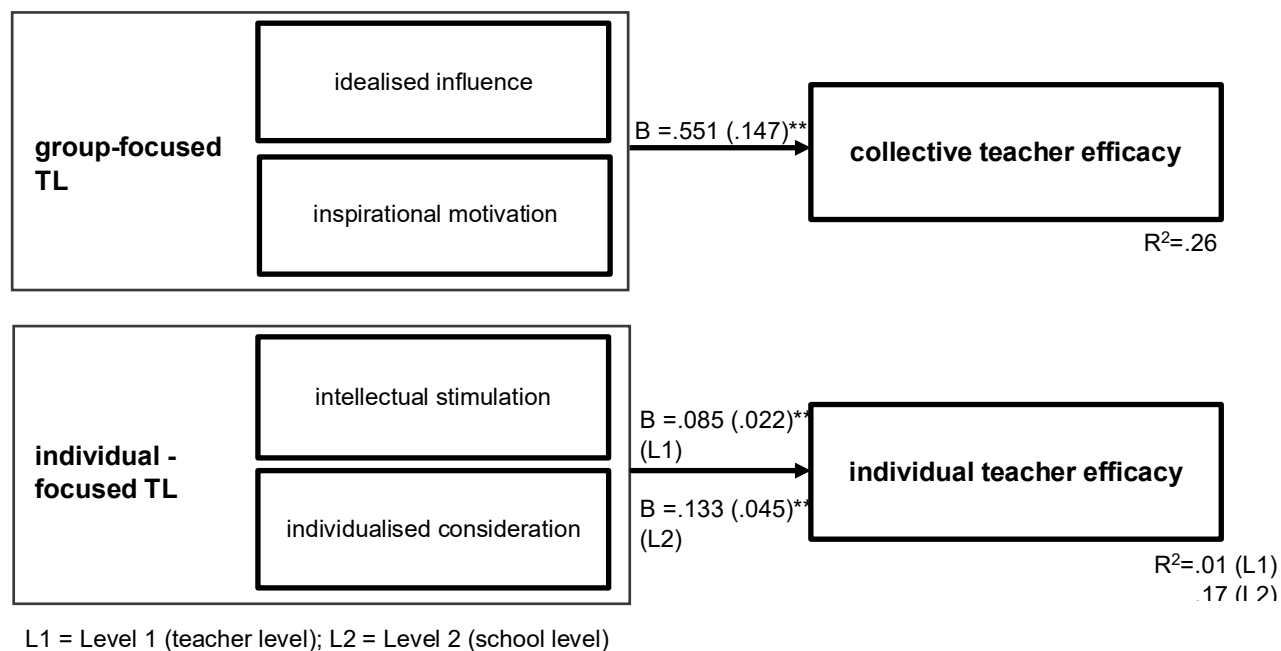 idealised influence
group-focused
TL
inspirational motivation
B =.551 (.147)**
collective teacher efficacy
R²=.26
intellectual stimulation
individual -
focused TL
individualised consideration
B =.085 (.022)**
(L1)
B =.133 (.045)**
(L2)
individual teacher efficacy
R²=.01 (L1)
.17 (L2)
L1 = Level 1 (teacher level); L2 = Level 2 (school level)